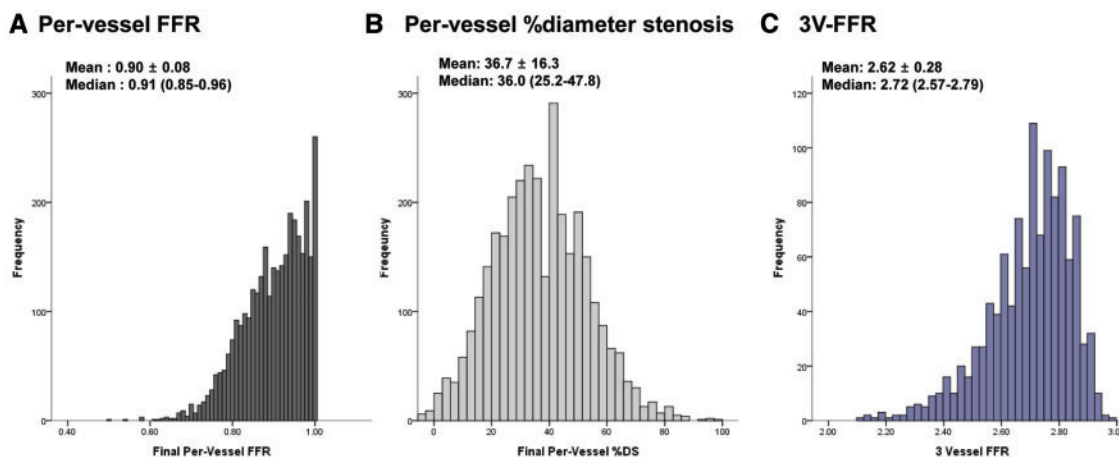 A Per-vessel FFR
Mean : 0.90 ± 0.08
Median : 0.91 (0.85-0.96)
300
200
100
0
Frequency
0.40
0.60
0.80
1.00
Final Per-Vessel FFR
B Per-vessel %diameter stenosis
Mean: 36.7 ± 16.3
Median: 36.0 (25.2-47.8)
300
200
100
0
Frequency
0
20
40
60
80
100
Final Per-Vessel %DS
C 3V-FFR
Mean: 2.62 ± 0.28
Median: 2.72 (2.57-2.79)
120
100
80
60
40
20
0
Frequency
2.00
2.20
2.40
2.60
2.80
3.0
3 Vessel FFR